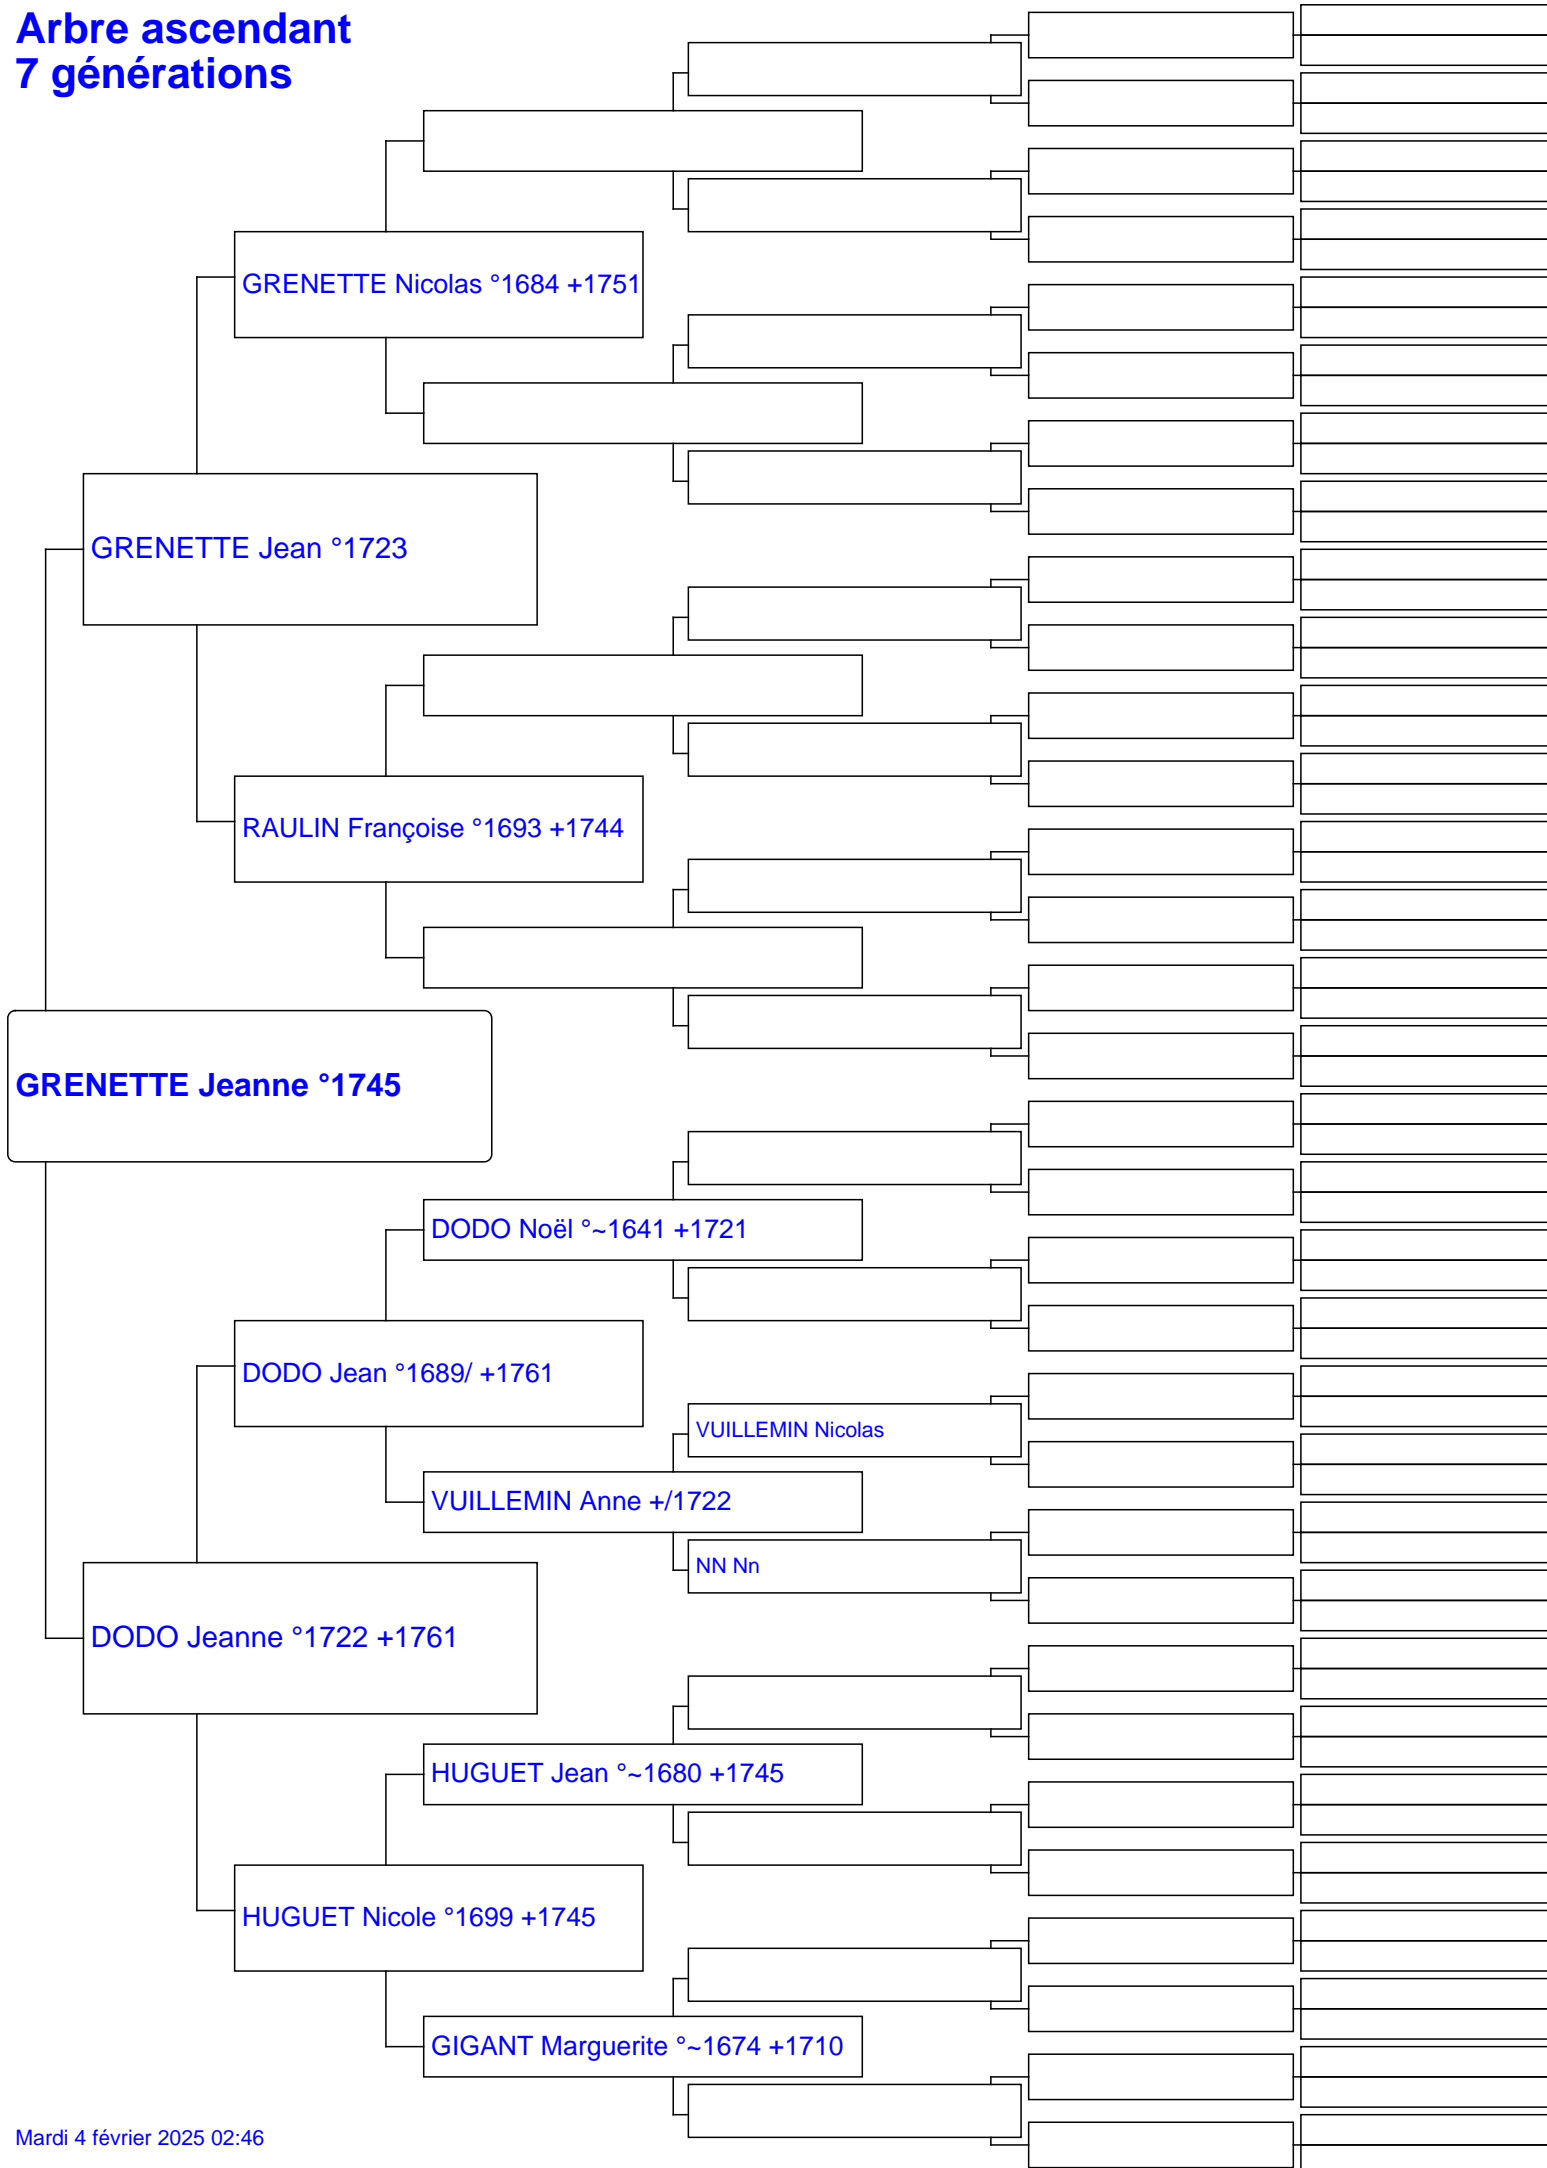 Arbre ascendant
7 générations
GRENETTE Nicolas °1684 +1751
GRENETTE Jean °1723
RAULIN Françoise °1693 +1744
GRENETTE Jeanne °1745
DODO Noël °~1641 +1721
DODO Jean °1689/ +1761
VUILLEMIN Nicolas
VUILLEMIN Anne +/1722
NN Nn
DODO Jeanne °1722 +1761
HUGUET Jean °~1680 +1745
HUGUET Nicole °1699 +1745
GIGANT Marguerite °~1674 +1710
Mardi 4 février 2025 02:46